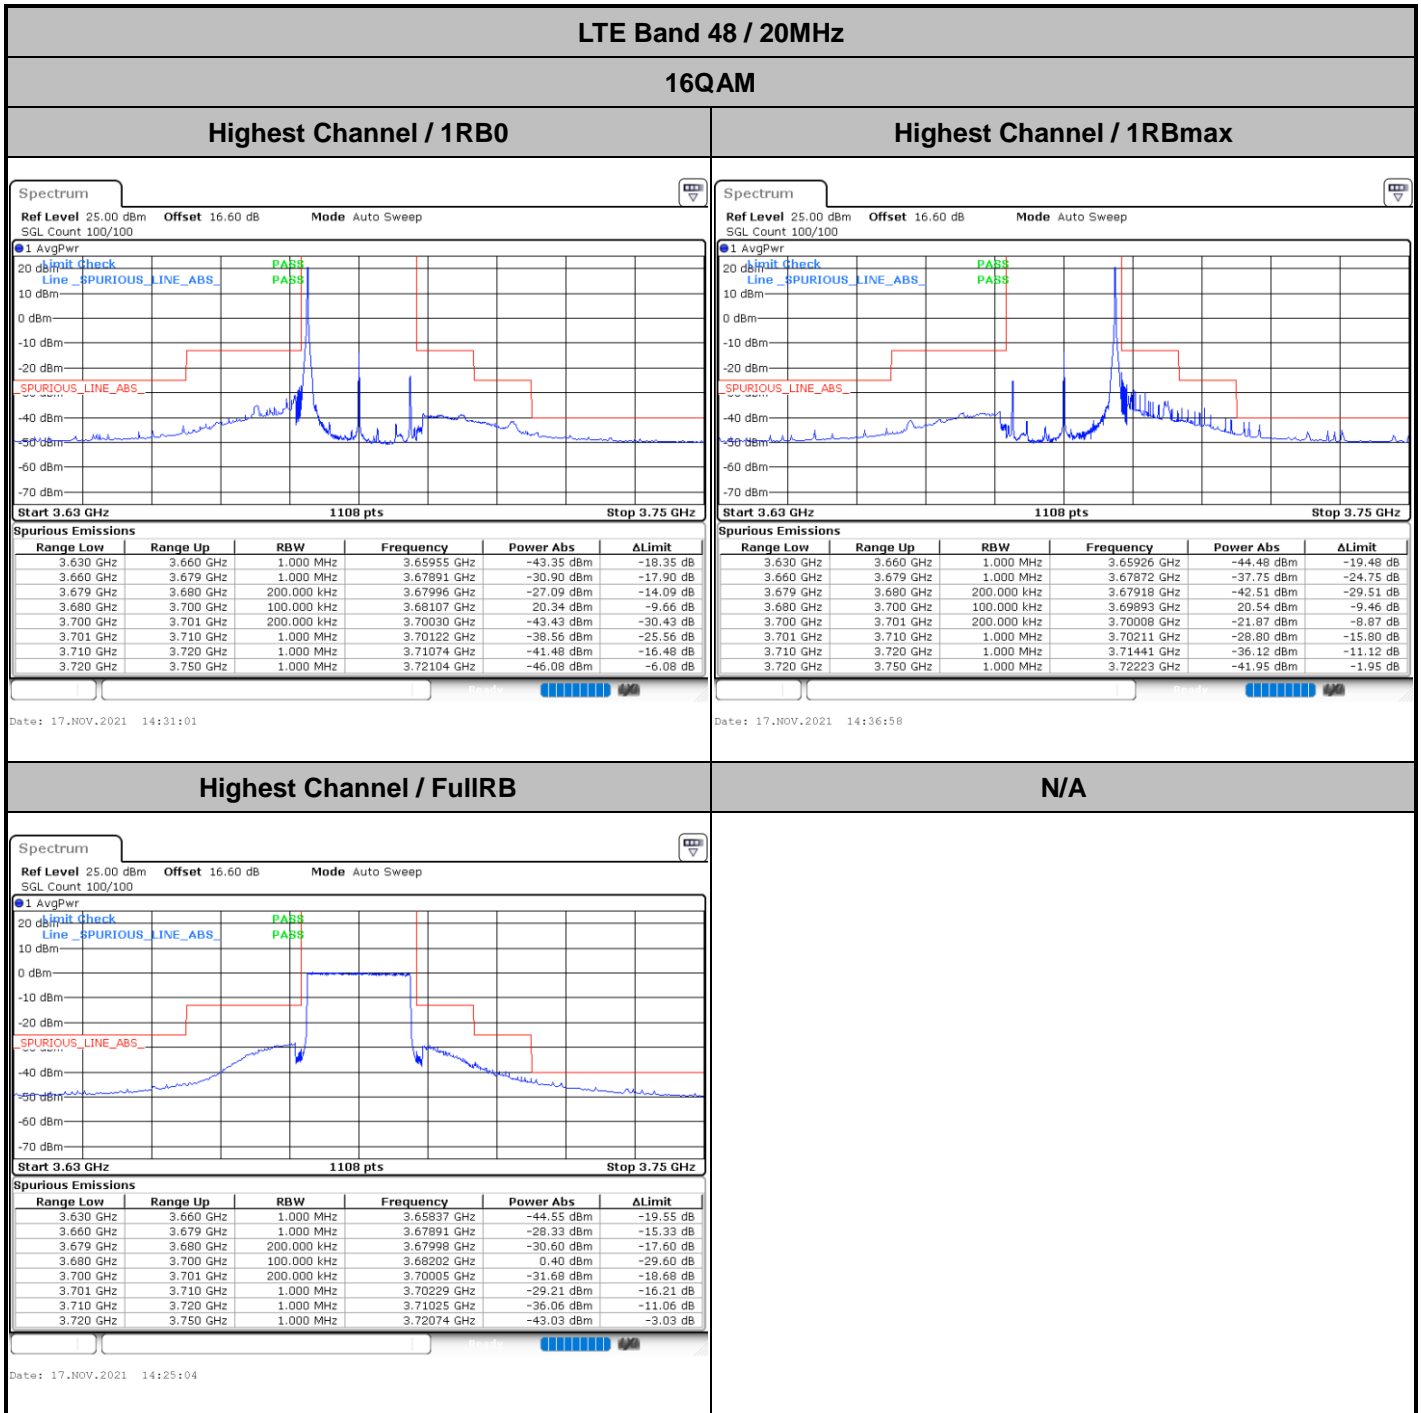 LTE Band 48 / 20MHz
16QAM
Highest Channel / 1RB0
Highest Channel / 1RBmax
Spectrum
Ref Level 25.00 dBm Offset 16.60 dB Mode Auto Sweep
SGL Count 100/100
1 AvgPwr
Limit Check PASS
Line _SPURIOUS_LINE_ABS_ PASS
20 dBm
10 dBm
0 dBm
-10 dBm
-20 dBm
_SPURIOUS_LINE_ABS_
-40 dBm
-50 dBm
-60 dBm
-70 dBm
Start 3.63 GHz 1108 pts Stop 3.75 GHz
Spurious Emissions
Range Low Range Up RBW Frequency Power Abs ΔLimit
3.630 GHz 3.660 GHz 1.000 MHz 3.65955 GHz -43.35 dBm -18.35 dB
3.660 GHz 3.679 GHz 1.000 MHz 3.67891 GHz -30.90 dBm -17.90 dB
3.679 GHz 3.680 GHz 200.000 kHz 3.67996 GHz -27.09 dBm -14.09 dB
3.680 GHz 3.700 GHz 100.000 kHz 3.68107 GHz 20.34 dBm -9.66 dB
3.700 GHz 3.701 GHz 200.000 kHz 3.70030 GHz -43.43 dBm -30.43 dB
3.701 GHz 3.710 GHz 1.000 MHz 3.70122 GHz -38.56 dBm -25.56 dB
3.710 GHz 3.720 GHz 1.000 MHz 3.71074 GHz -41.48 dBm -16.48 dB
3.720 GHz 3.750 GHz 1.000 MHz 3.72104 GHz -46.08 dBm -6.08 dB
Ready
Date: 17.NOV.2021 14:31:01
Spectrum
Ref Level 25.00 dBm Offset 16.60 dB Mode Auto Sweep
SGL Count 100/100
1 AvgPwr
Limit Check PASS
Line _SPURIOUS_LINE_ABS_ PASS
20 dBm
10 dBm
0 dBm
-10 dBm
-20 dBm
_SPURIOUS_LINE_ABS_
-40 dBm
-50 dBm
-60 dBm
-70 dBm
Start 3.63 GHz 1108 pts Stop 3.75 GHz
Spurious Emissions
Range Low Range Up RBW Frequency Power Abs ΔLimit
3.630 GHz 3.660 GHz 1.000 MHz 3.65926 GHz -44.48 dBm -19.48 dB
3.660 GHz 3.679 GHz 1.000 MHz 3.67872 GHz -37.75 dBm -24.75 dB
3.679 GHz 3.680 GHz 200.000 kHz 3.67918 GHz -42.51 dBm -29.51 dB
3.680 GHz 3.700 GHz 100.000 kHz 3.69893 GHz 20.54 dBm -9.46 dB
3.700 GHz 3.701 GHz 200.000 kHz 3.70008 GHz -21.87 dBm -8.87 dB
3.701 GHz 3.710 GHz 1.000 MHz 3.70211 GHz -28.80 dBm -15.80 dB
3.710 GHz 3.720 GHz 1.000 MHz 3.71441 GHz -36.12 dBm -11.12 dB
3.720 GHz 3.750 GHz 1.000 MHz 3.72223 GHz -41.95 dBm -1.95 dB
Ready
Date: 17.NOV.2021 14:36:58
Highest Channel / FullRB
N/A
Spectrum
Ref Level 25.00 dBm Offset 16.60 dB Mode Auto Sweep
SGL Count 100/100
1 AvgPwr
Limit Check PASS
Line _SPURIOUS_LINE_ABS_ PASS
20 dBm
10 dBm
0 dBm
-10 dBm
-20 dBm
_SPURIOUS_LINE_ABS_
-40 dBm
-50 dBm
-60 dBm
-70 dBm
Start 3.63 GHz 1108 pts Stop 3.75 GHz
Spurious Emissions
Range Low Range Up RBW Frequency Power Abs ΔLimit
3.630 GHz 3.660 GHz 1.000 MHz 3.65837 GHz -44.55 dBm -19.55 dB
3.660 GHz 3.679 GHz 1.000 MHz 3.67891 GHz -28.33 dBm -15.33 dB
3.679 GHz 3.680 GHz 200.000 kHz 3.67998 GHz -30.60 dBm -17.60 dB
3.680 GHz 3.700 GHz 100.000 kHz 3.68202 GHz 0.40 dBm -29.60 dB
3.700 GHz 3.701 GHz 200.000 kHz 3.70005 GHz -31.68 dBm -18.68 dB
3.701 GHz 3.710 GHz 1.000 MHz 3.70229 GHz -29.21 dBm -16.21 dB
3.710 GHz 3.720 GHz 1.000 MHz 3.71025 GHz -36.06 dBm -11.06 dB
3.720 GHz 3.750 GHz 1.000 MHz 3.72074 GHz -43.03 dBm -3.03 dB
Ready
Date: 17.NOV.2021 14:25:04